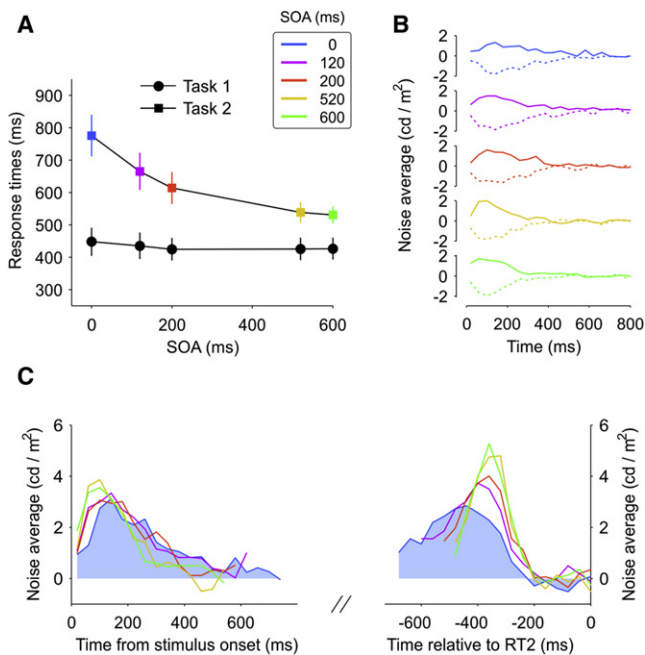 A
SOA (ms)
0
120
200
520
600
Task 1
Task 2
Response times (ms)
900
800
700
600
500
400
300
0 200 400 600
SOA (ms)
B
Noise average (cd / m2)
2
0
-2
2
0
-2
2
0
-2
2
0
-2
2
0
-2
0 200 400 600 800
Time (ms)
C
Noise average (cd / m2)
6
4
2
0
0 200 400 600
Time from stimulus onset (ms)
//
6
4
2
0
Noise average (cd / m2)
-600 -400 -200 0
Time relative to RT2 (ms)